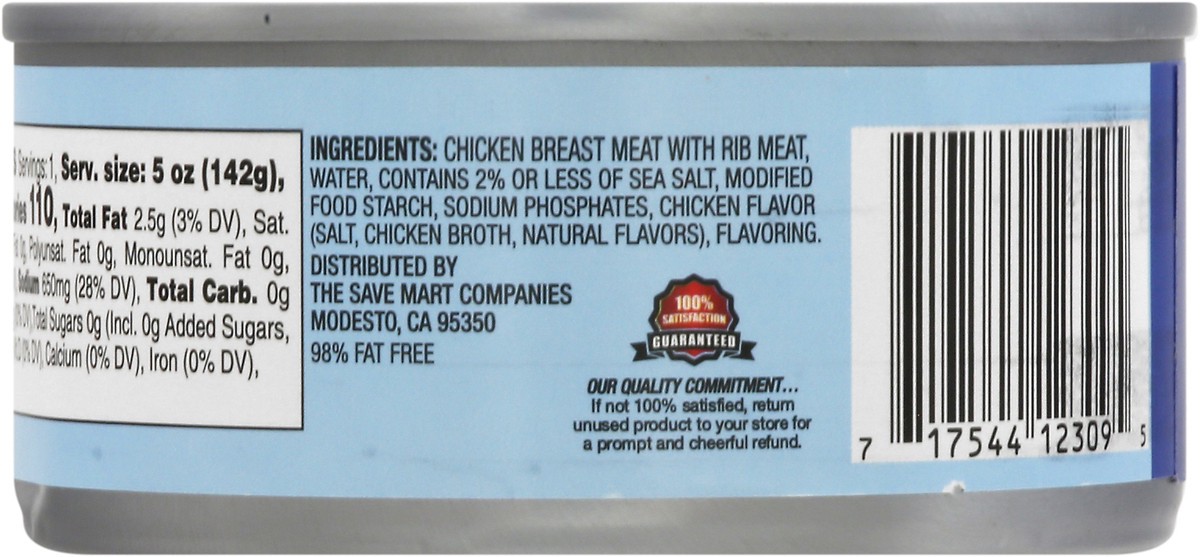 Servings: 1, Serv. size: 5 oz (142g),
110, Total Fat 2.5g (3% DV), Sat.
0g, Polyunsat. Fat 0g, Monounsat. Fat 0g,
Sodium 650mg (28% DV), Total Carb. 0g
Total Sugars 0g (Incl. 0g Added Sugars,
Calcium (0% DV), Iron (0% DV),
INGREDIENTS: CHICKEN BREAST MEAT WITH RIB MEAT,
WATER, CONTAINS 2% OR LESS OF SEA SALT, MODIFIED
FOOD STARCH, SODIUM PHOSPHATES, CHICKEN FLAVOR
(SALT, CHICKEN BROTH, NATURAL FLAVORS), FLAVORING.
DISTRIBUTED BY
THE SAVE MART COMPANIES
MODESTO, CA 95350
98% FAT FREE
100%
SATISFACTION
GUARANTEED
OUR QUALITY COMMITMENT...
If not 100% satisfied, return
unused product to your store for
a prompt and cheerful refund.
7 17544 12309 5